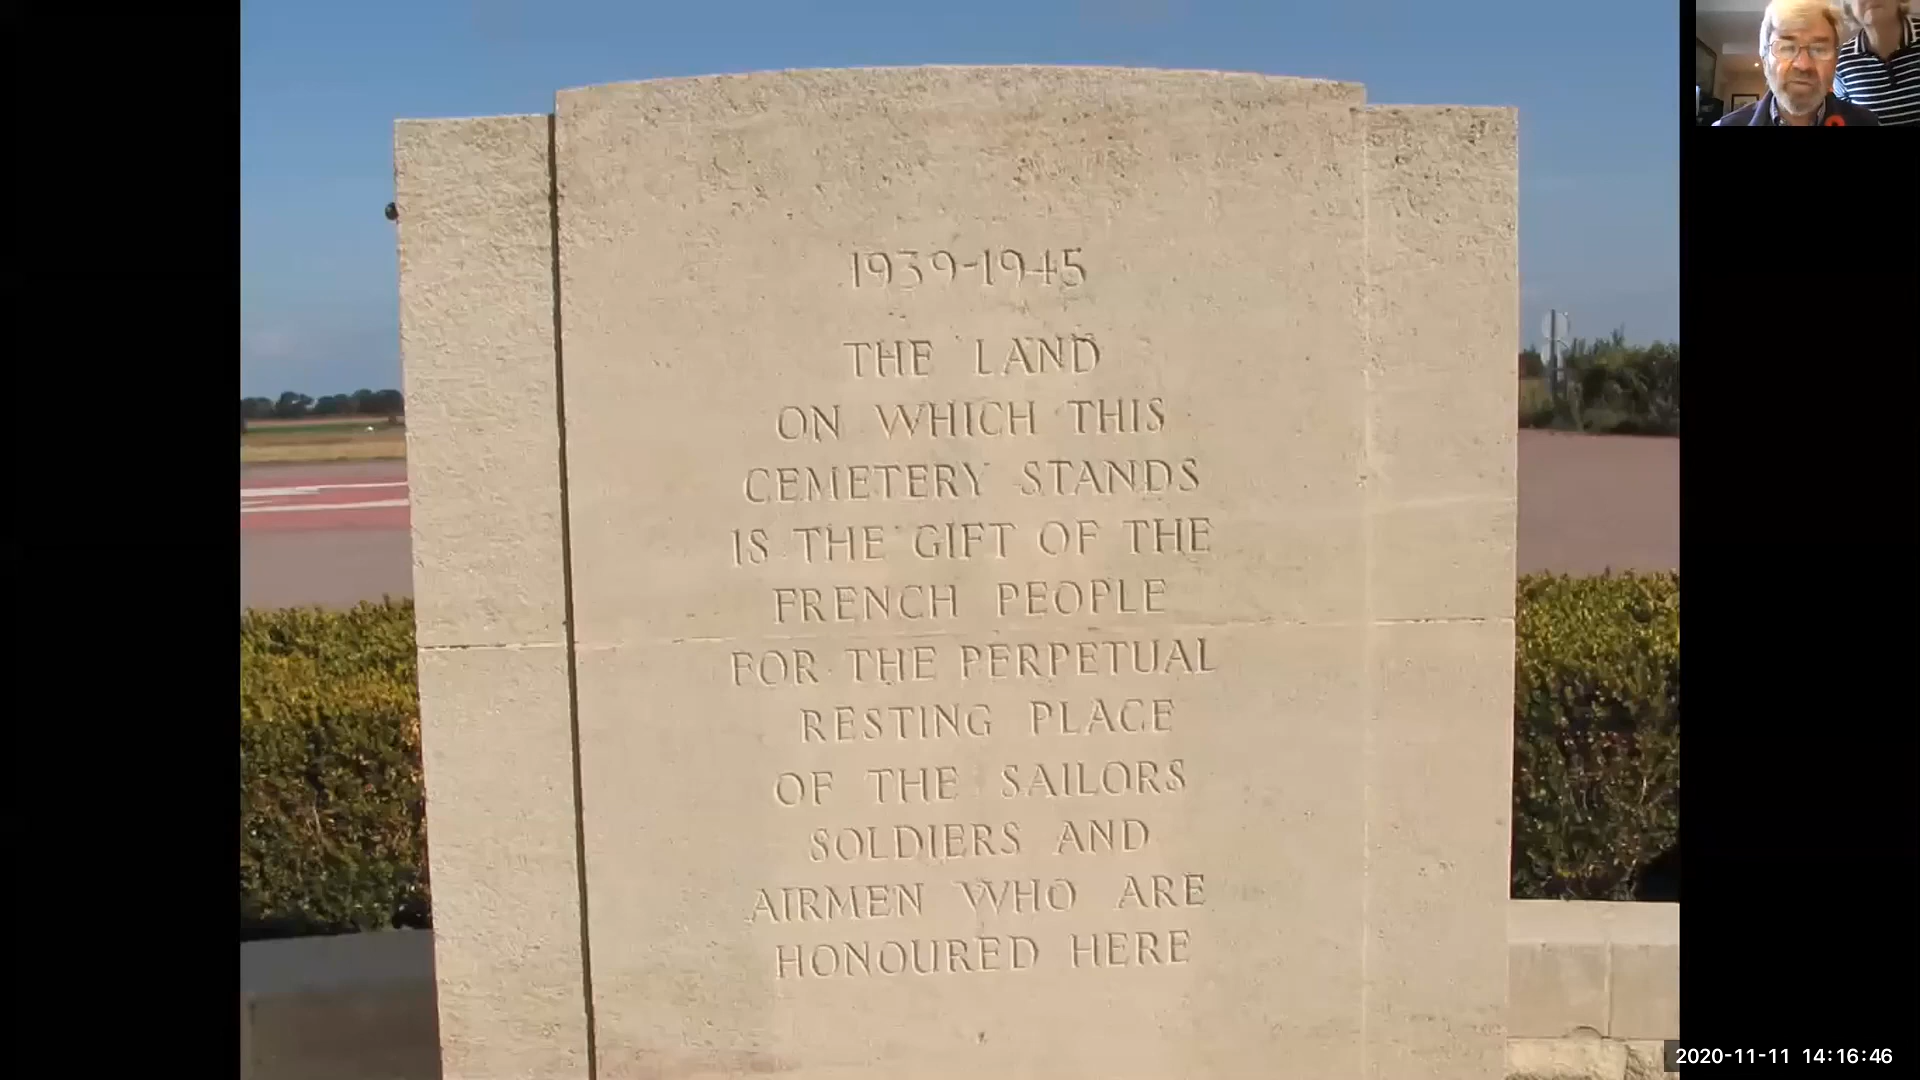 1939-1945
THE LAND
ON WHICH THIS
CEMETERY STANDS
IS THE GIFT OF THE
FRENCH PEOPLE
FOR THE PERPETUAL
RESTING PLACE
OF THE SAILORS
SOLDIERS AND
AIRMEN WHO ARE
HONOURED HERE
2020-11-11 14:16:46